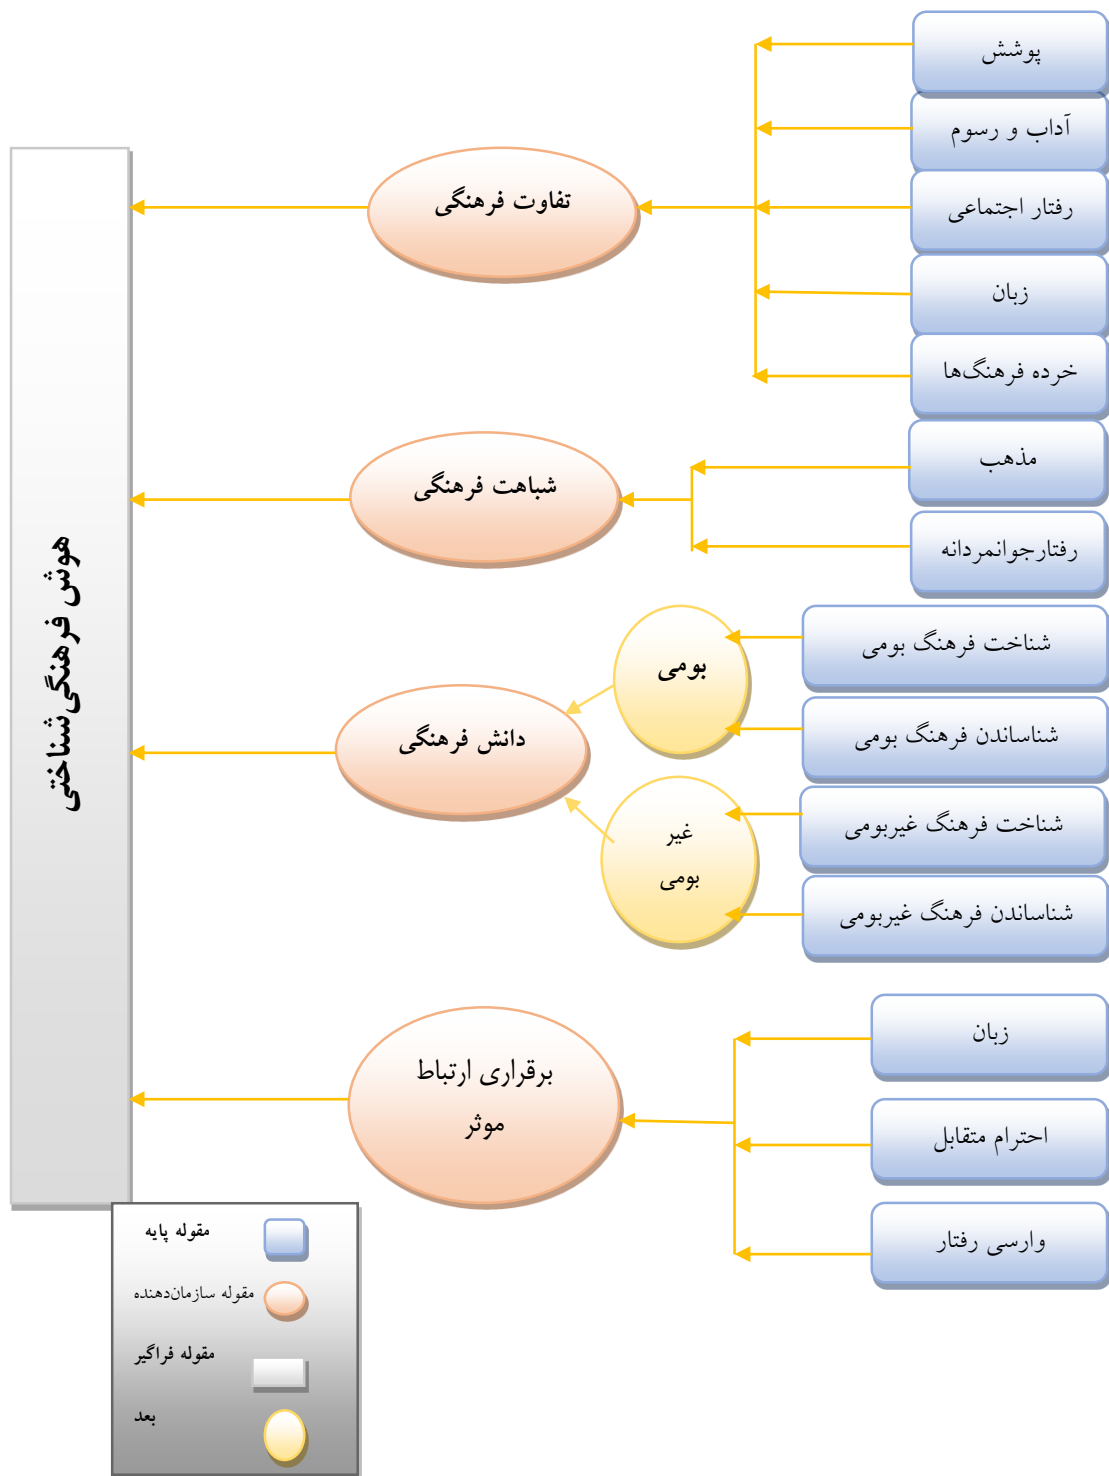 پوشش
آداب و رسوم
رفتار اجتماعی
زبان
خرده فرهنگ‌ها
تفاوت فرهنگی
مذهب
رفتارجوانمردانه
شباهت فرهنگی
شناخت فرهنگ بومی
شناساندن فرهنگ بومی
بومی
شناخت فرهنگ غیربومی
شناساندن فرهنگ غیربومی
غیر
بومی
دانش فرهنگی
زبان
احترام متقابل
وارسی رفتار
برقراری ارتباط
موثر
هوش فرهنگی‌شناختی
مقوله پایه
مقوله سازمان‌دهنده
مقوله فراگیر
بعد